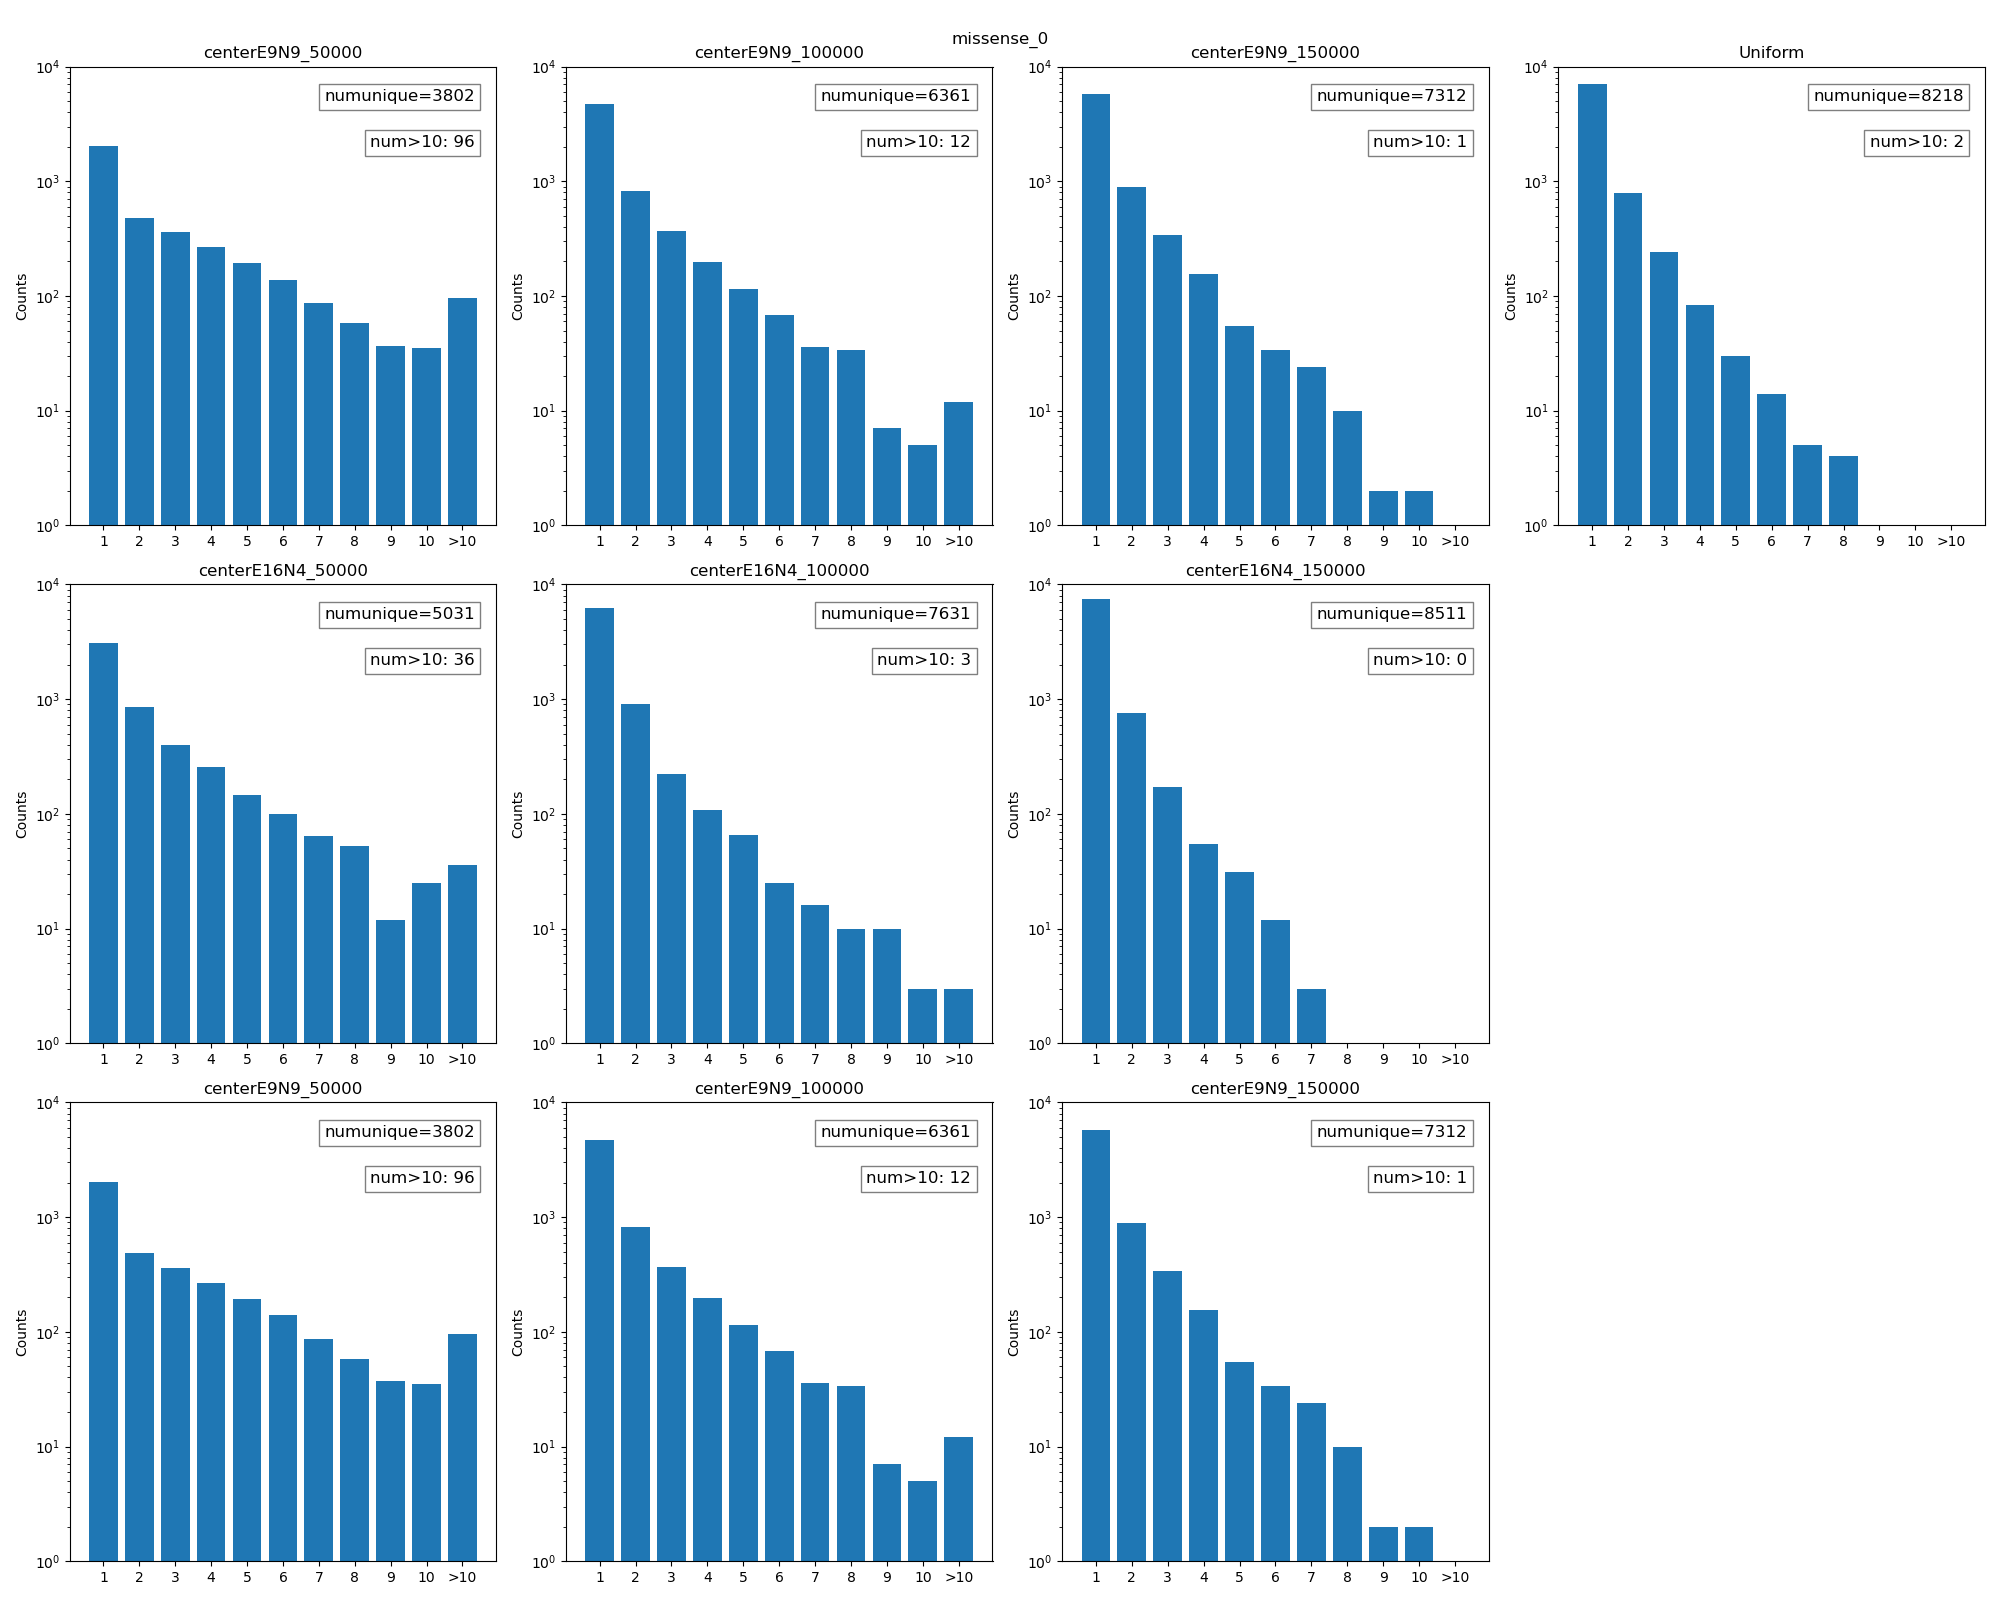 missense_0
centerE9N9_50000
numunique=3802
num>10: 96
Counts
10^4
10^3
10^2
10^1
10^0
1 2 3 4 5 6 7 8 9 10 >10
centerE9N9_100000
numunique=6361
num>10: 12
Counts
10^4
10^3
10^2
10^1
10^0
1 2 3 4 5 6 7 8 9 10 >10
centerE9N9_150000
numunique=7312
num>10: 1
Counts
10^4
10^3
10^2
10^1
10^0
1 2 3 4 5 6 7 8 9 10 >10
Uniform
numunique=8218
num>10: 2
Counts
10^4
10^3
10^2
10^1
10^0
1 2 3 4 5 6 7 8 9 10 >10
centerE16N4_50000
numunique=5031
num>10: 36
Counts
10^4
10^3
10^2
10^1
10^0
1 2 3 4 5 6 7 8 9 10 >10
centerE16N4_100000
numunique=7631
num>10: 3
Counts
10^4
10^3
10^2
10^1
10^0
1 2 3 4 5 6 7 8 9 10 >10
centerE16N4_150000
numunique=8511
num>10: 0
Counts
10^4
10^3
10^2
10^1
10^0
1 2 3 4 5 6 7 8 9 10 >10
centerE9N9_50000
numunique=3802
num>10: 96
Counts
10^4
10^3
10^2
10^1
10^0
1 2 3 4 5 6 7 8 9 10 >10
centerE9N9_100000
numunique=6361
num>10: 12
Counts
10^4
10^3
10^2
10^1
10^0
1 2 3 4 5 6 7 8 9 10 >10
centerE9N9_150000
numunique=7312
num>10: 1
Counts
10^4
10^3
10^2
10^1
10^0
1 2 3 4 5 6 7 8 9 10 >10